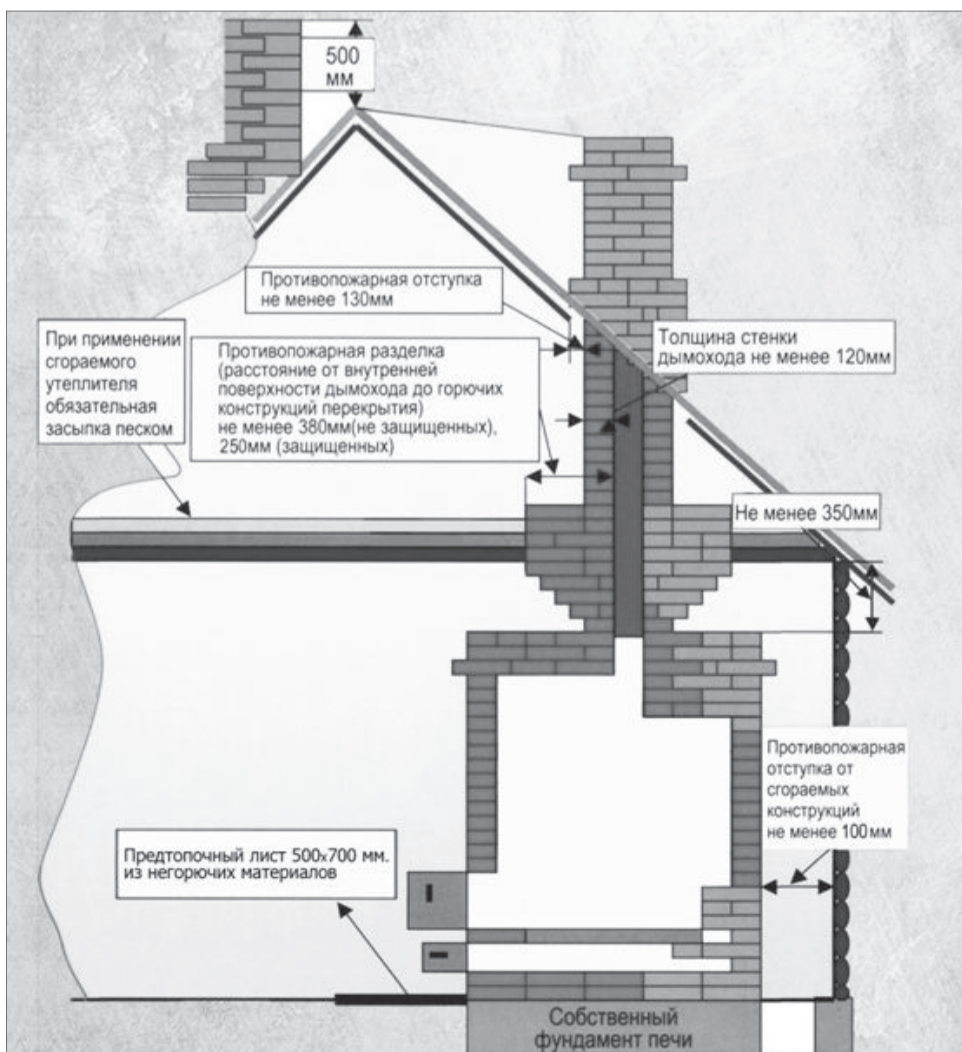 500
мм
Противопожарная отступка
не менее 130мм
При применении
сгораемого
утеплителя
обязательная
засыпка песком
Противопожарная разделка
(расстояние от внутренней
поверхности дымохода до горючих
конструкций перекрытия)
не менее 380мм(не защищенных),
250мм (защищенных)
Толщина стенки
дымохода не менее 120мм
Не менее 350мм
Противопожарная
отступка от
сгораемых
конструкций
не менее 100мм
Предтопочный лист 500х700 мм.
из негорючих материалов
Собственный
фундамент печи